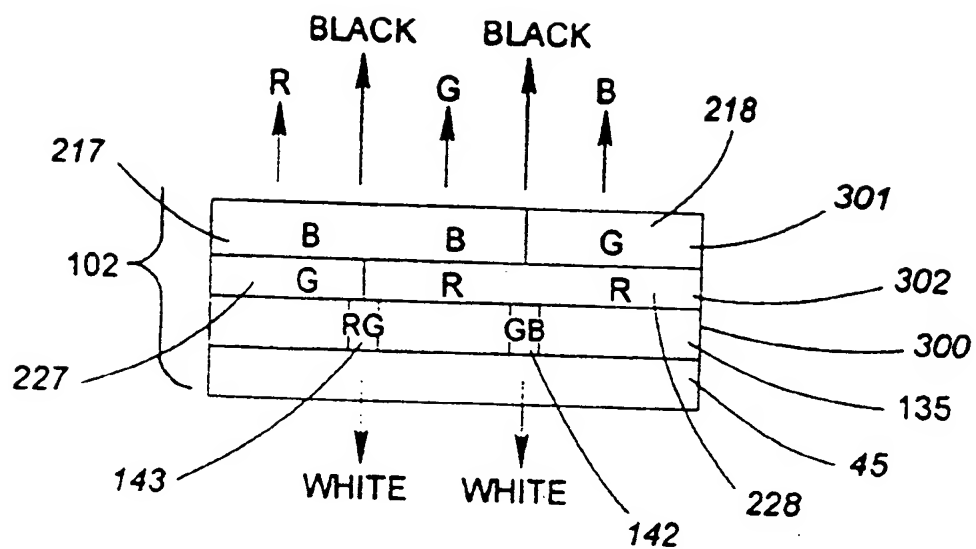 BLACK BLACK
R G B 218
217
B B G 301
102 G R R 302
RG GB 300
227 135
45
143 WHITE WHITE 228
142